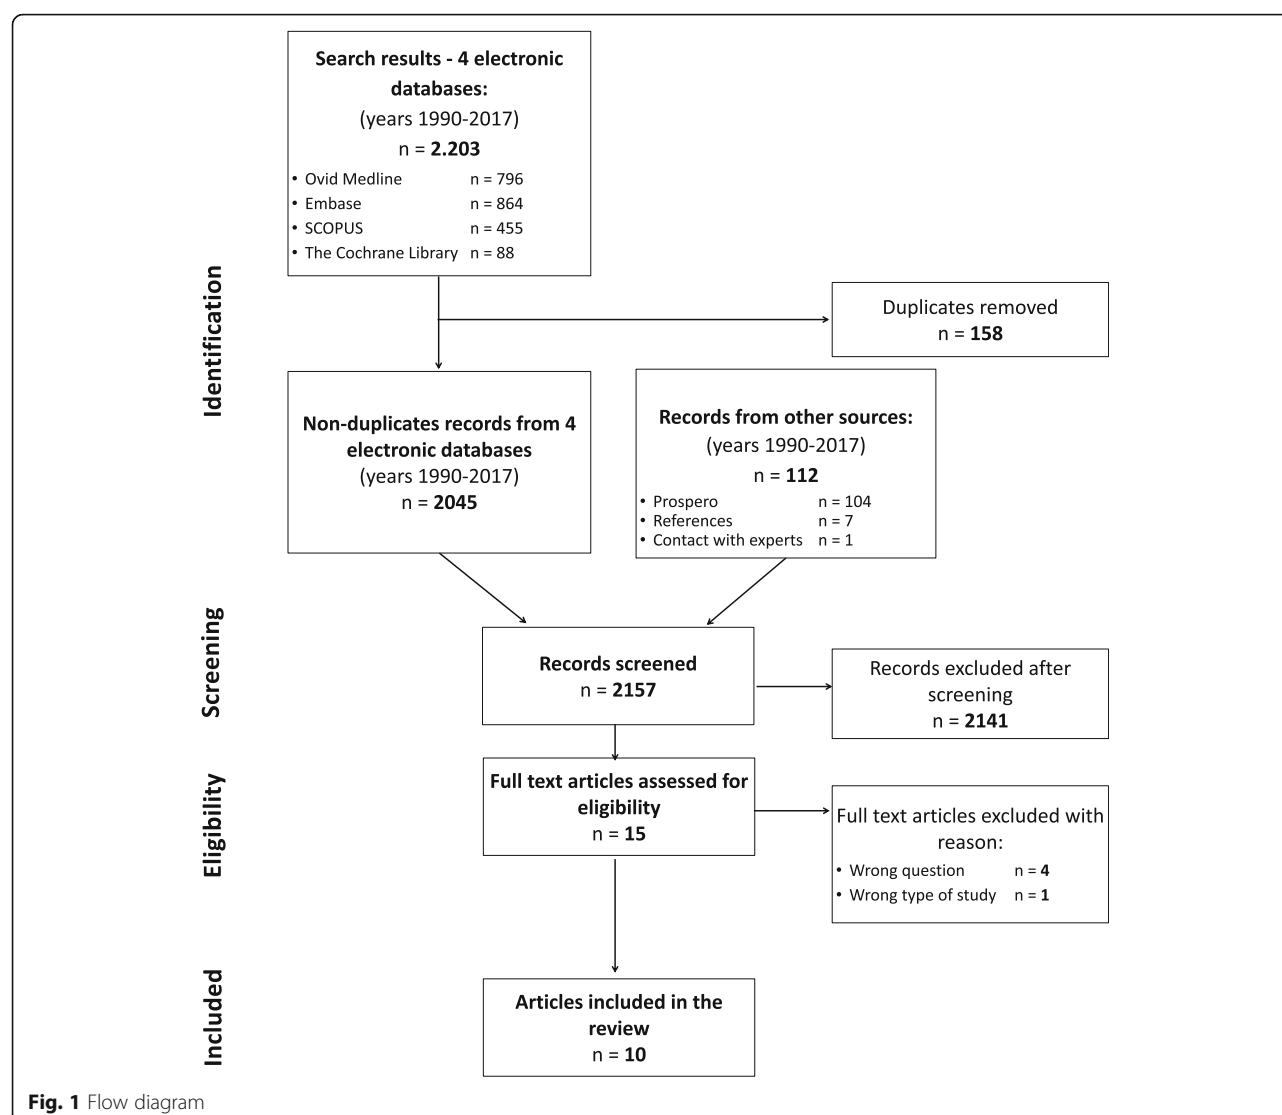 Search results - 4 electronic
databases:
(years 1990-2017)
n = 2.203
• Ovid Medline n = 796
• Embase n = 864
• SCOPUS n = 455
• The Cochrane Library n = 88
Identification
Duplicates removed
n = 158
Non-duplicates records from 4
electronic databases
(years 1990-2017)
n = 2045
Records from other sources:
(years 1990-2017)
n = 112
• Prospero n = 104
• References n = 7
• Contact with experts n = 1
Screening
Records screened
n = 2157
Records excluded after
screening
n = 2141
Eligibility
Full text articles assessed for
eligibility
n = 15
Full text articles excluded with
reason:
• Wrong question n = 4
• Wrong type of study n = 1
Included
Articles included in the
review
n = 10
Fig. 1 Flow diagram